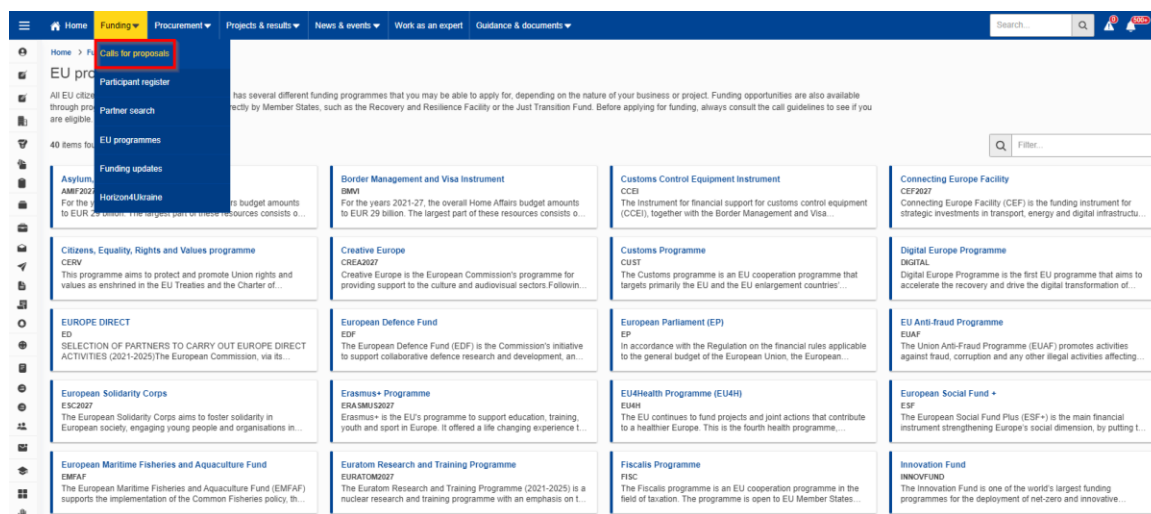 Home Funding Procurement Projects & results News & events Work as an expert Guidance & documents Search...
Home > Fu
Calls for proposals
Participant register
Partner search
EU programmes
Funding updates
Horizon4Ukraine
EU pro
All EU citize has several different funding programmes that you may be able to apply for, depending on the nature of your business or project. Funding opportunities are also available
through pro rectly by Member States, such as the Recovery and Resilience Facility or the Just Transition Fund. Before applying for funding, always consult the call guidelines to see if you
are eligible.
40 items fou
Filter...
Asylum,
AMIF2027
For the y rs budget amounts
to EUR 29 billion. The largest part of these resources consists o...
Border Management and Visa Instrument
BMVI
For the years 2021-27, the overall Home Affairs budget amounts
to EUR 29 billion. The largest part of these resources consists o...
Customs Control Equipment Instrument
CCEI
The Instrument for financial support for customs control equipment
(CCEI), together with the Border Management and Visa...
Connecting Europe Facility
CEF2027
Connecting Europe Facility (CEF) is the funding instrument for
strategic investments in transport, energy and digital infrastructu...
Citizens, Equality, Rights and Values programme
CERV
This programme aims to protect and promote Union rights and
values as enshrined in the EU Treaties and the Charter of...
Creative Europe
CREA2027
Creative Europe is the European Commission's programme for
providing support to the culture and audiovisual sectors.Followin...
Customs Programme
CUST
The Customs programme is an EU cooperation programme that
targets primarily the EU and the EU enlargement countries'...
Digital Europe Programme
DIGITAL
Digital Europe Programme is the first EU programme that aims to
accelerate the recovery and drive the digital transformation of...
EUROPE DIRECT
ED
SELECTION OF PARTNERS TO CARRY OUT EUROPE DIRECT
ACTIVITIES (2021-2025)The European Commission, via its...
European Defence Fund
EDF
The European Defence Fund (EDF) is the Commission's initiative
to support collaborative defence research and development, an...
European Parliament (EP)
EP
In accordance with the Regulation on the financial rules applicable
to the general budget of the European Union, the European...
EU Anti-fraud Programme
EUAF
The Union Anti-Fraud Programme (EUAF) promotes activities
against fraud, corruption and any other illegal activities affecting...
European Solidarity Corps
ESC2027
The European Solidarity Corps aims to foster solidarity in
European society, engaging young people and organisations in...
Erasmus+ Programme
ERASMUS2027
Erasmus+ is the EU's programme to support education, training,
youth and sport in Europe. It offered a life changing experience t...
EU4Health Programme (EU4H)
EU4H
The EU continues to fund projects and joint actions that contribute
to a healthier Europe. This is the fourth health programme,...
European Social Fund +
ESF
The European Social Fund Plus (ESF+) is the main financial
instrument strengthening Europe's social dimension, by putting t...
European Maritime Fisheries and Aquaculture Fund
EMFAF
The European Maritime Fisheries and Aquaculture Fund (EMFAF)
supports the implementation of the Common Fisheries policy, th...
Euratom Research and Training Programme
EURATOM2027
The Euratom Research and Training Programme (2021-2025) is a
nuclear research and training programme with an emphasis on t...
Fiscalis Programme
FISC
The Fiscalis programme is an EU cooperation programme in the
field of taxation. The programme is open to EU Member States...
Innovation Fund
INNOVFUND
The Innovation Fund is one of the world's largest funding
programmes for the deployment of net-zero and innovative...